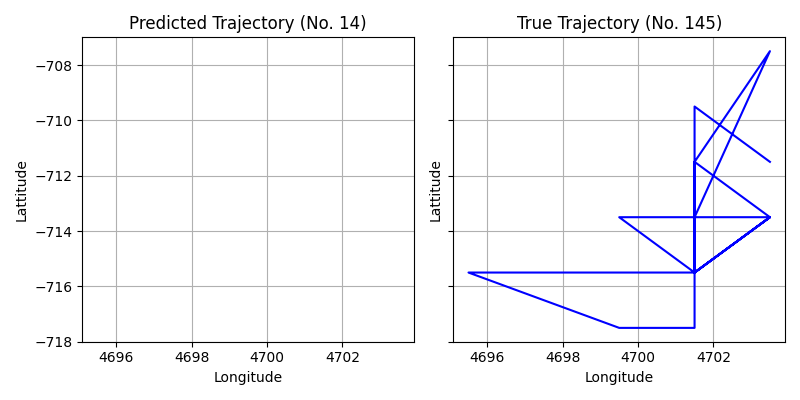 Predicted Trajectory (No. 14)
True Trajectory (No. 145)
−708
−710
−712
−714
−716
−718
Lattitude
Lattitude
4696 4698 4700 4702
4696 4698 4700 4702
Longitude
Longitude